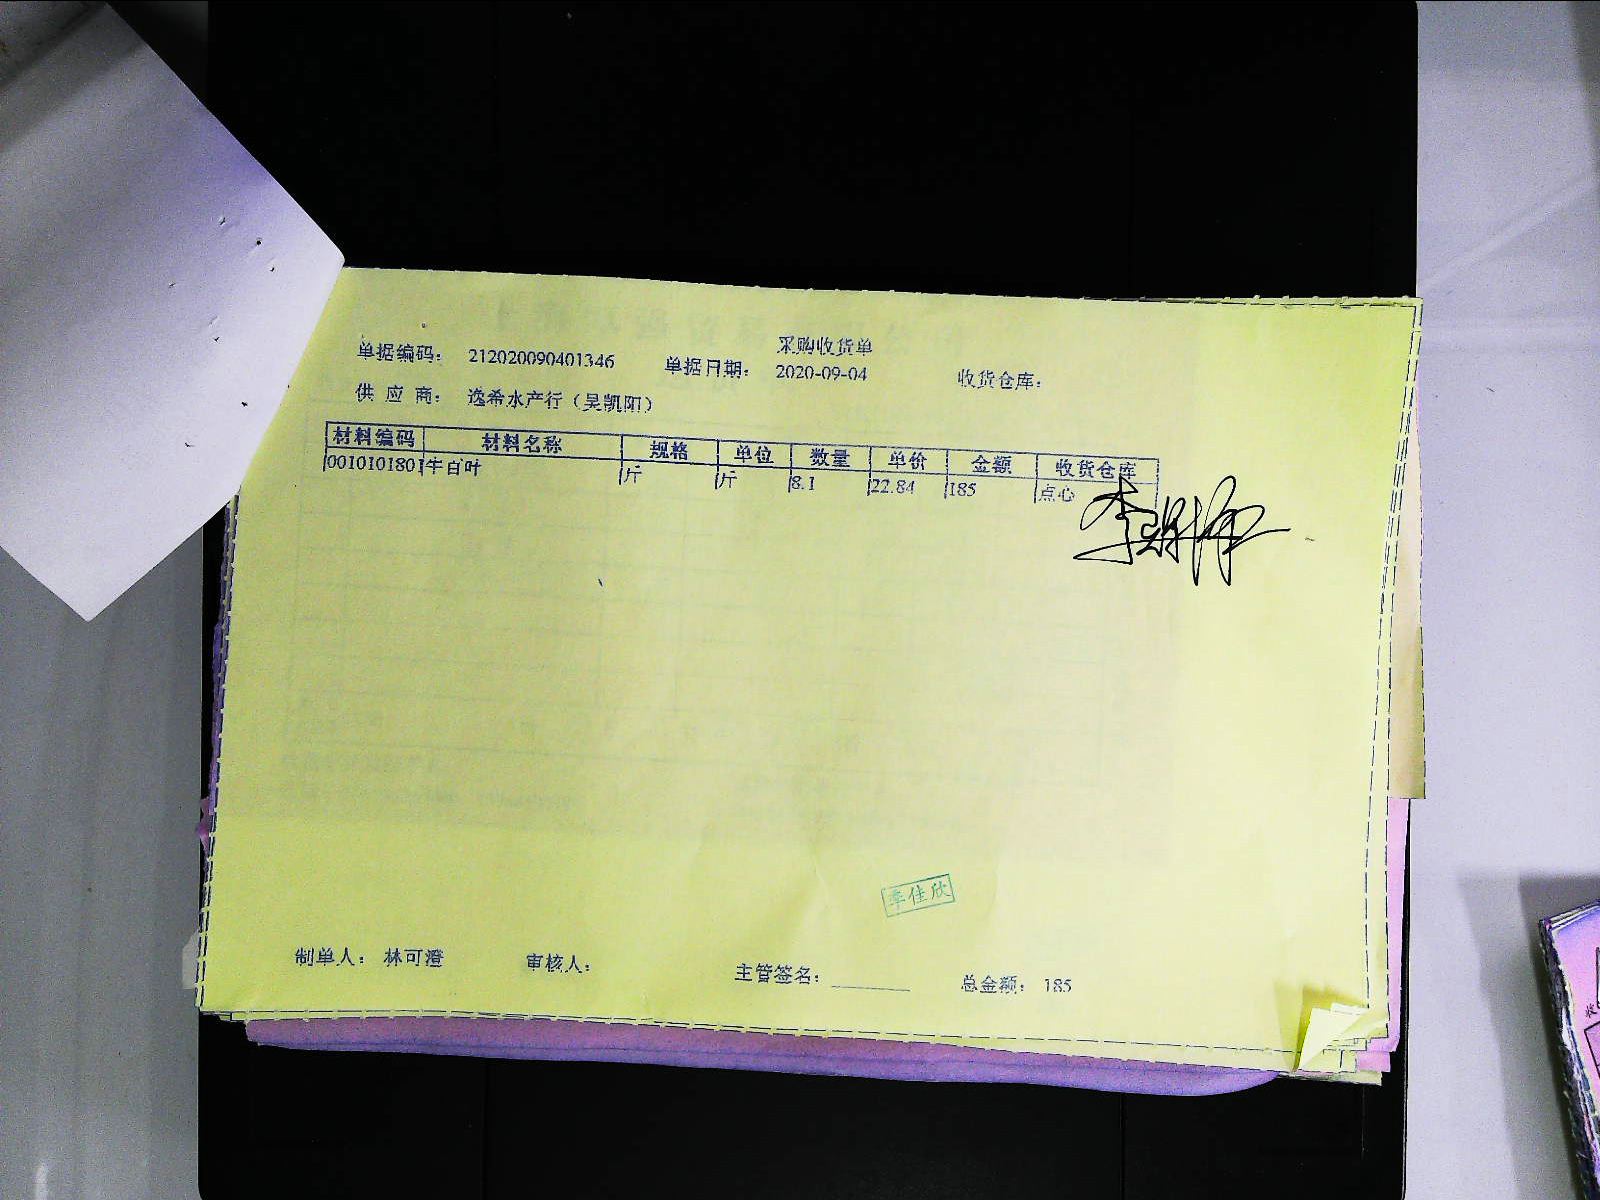 采购收货单
单据编码： 212020090401346 单据日期： 2020-09-04 收货仓库：
供 应 商： 逸希水产行（吴凯阳）
材料编码 材料名称 规格 单位 数量 单价 金额 收货仓库
0010101801 牛百叶 斤 斤 8.1 22.84 185 点心
李佳欣
制单人： 林可澄 审核人： 主管签名： 总金额： 185